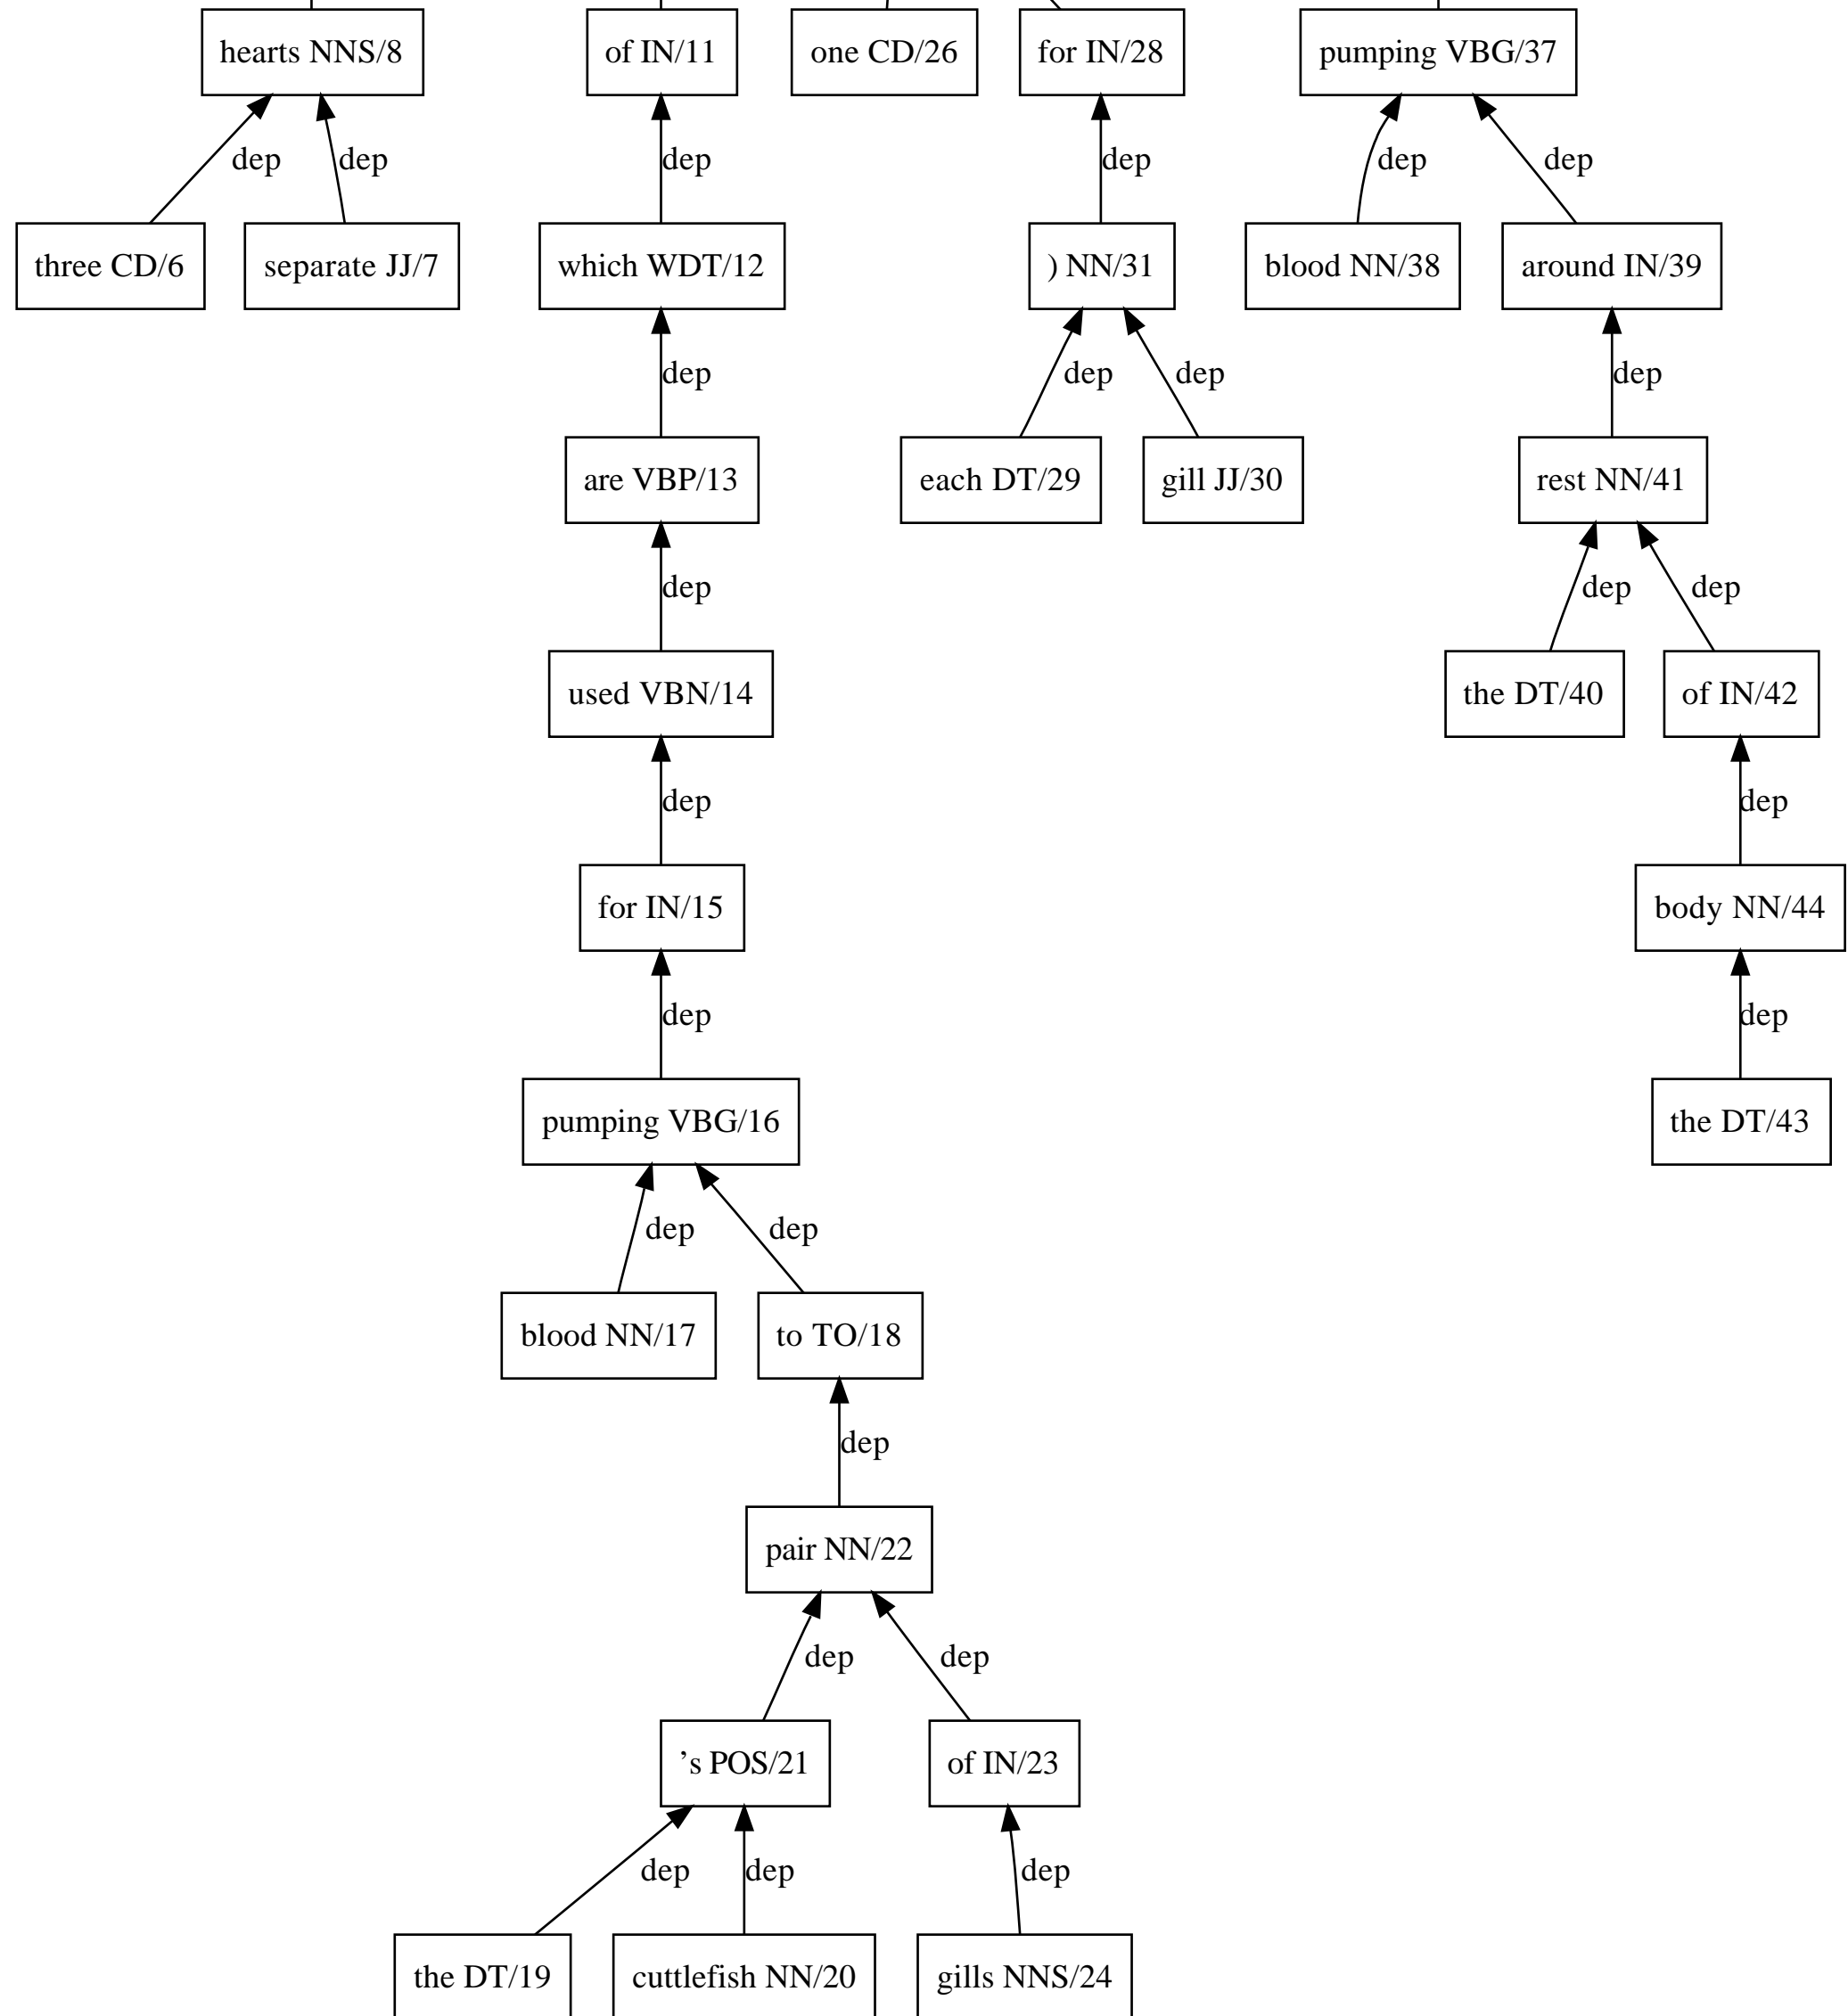 hearts NNS/8 of IN/11 one CD/26 for IN/28 pumping VBG/37
dep dep dep dep dep dep
three CD/6 separate JJ/7 which WDT/12 ) NN/31 blood NN/38 around IN/39
dep dep dep dep
are VBP/13 each DT/29 gill JJ/30 rest NN/41
dep dep dep
used VBN/14 the DT/40 of IN/42
dep dep
for IN/15 body NN/44
dep dep
pumping VBG/16 the DT/43
dep dep
blood NN/17 to TO/18
dep
pair NN/22
dep dep
’s POS/21 of IN/23
dep dep dep
the DT/19 cuttlefish NN/20 gills NNS/24